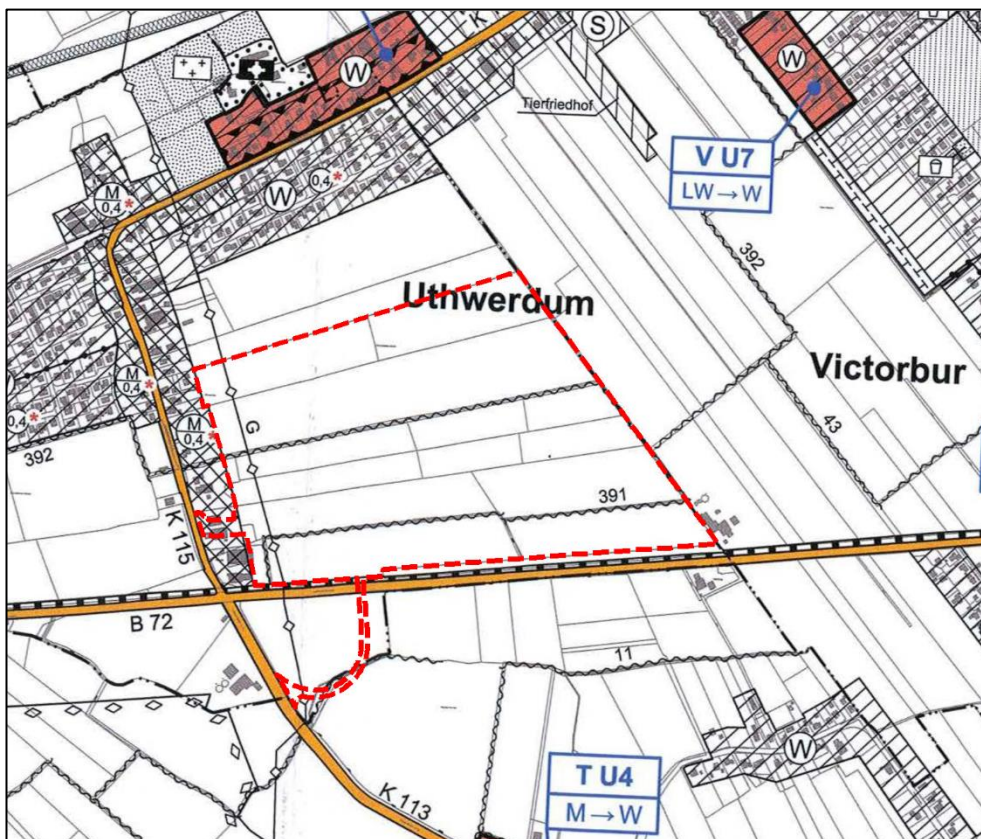 K
W
S
W
Tierfriedhof
V U7
LW → W
M
0,4*
W
0,4*
392
Uthwerdum
Victorbur
M
0,4*
0,4*
M
0,4*
G
43
392
391
K 115
B 72
11
W
T U4
M → W
K 113